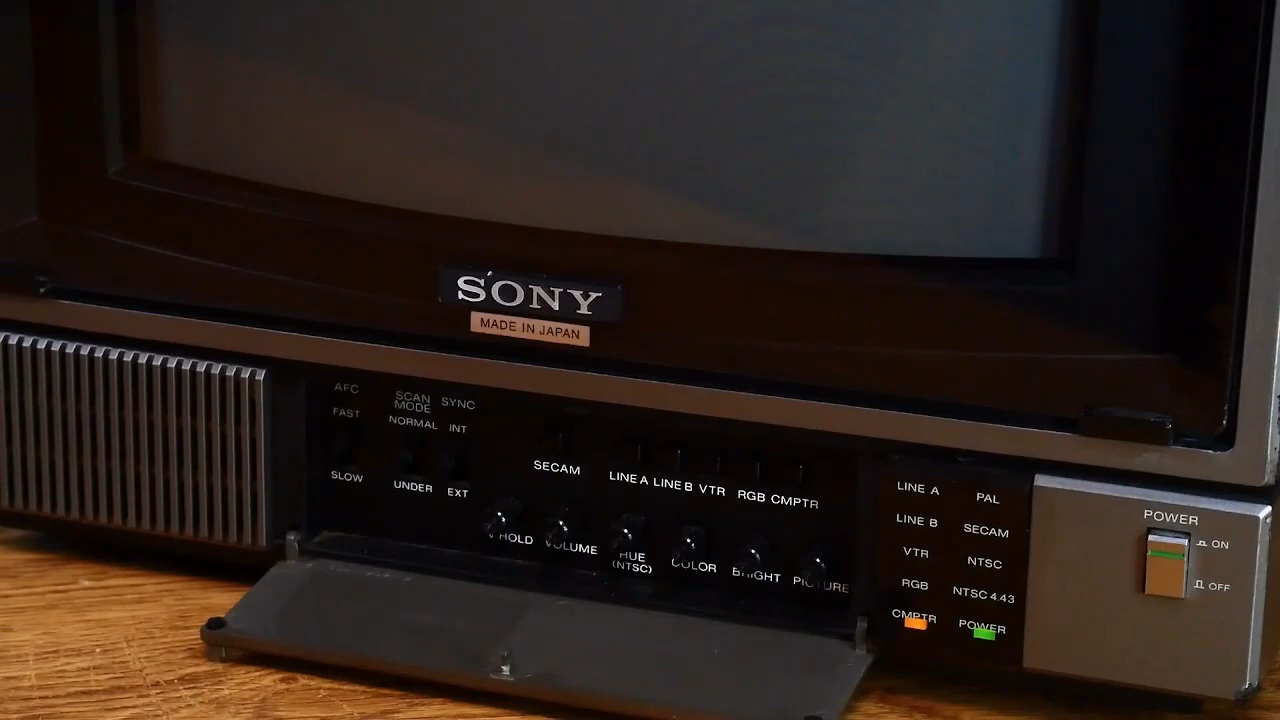 SONY
MADE IN JAPAN
AFC
FAST
SLOW
SCAN
MODE
NORMAL
UNDER
SYNC
INT
EXT
SECAM
LINE A LINE B VTR RGB CMPTR
V HOLD VOLUME HUE
(NTSC) COLOR BRIGHT PICTURE
LINE A
LINE B
VTR
RGB
CMPTR
PAL
SECAM
NTSC
NTSC 4.43
POWER
POWER
ON
OFF